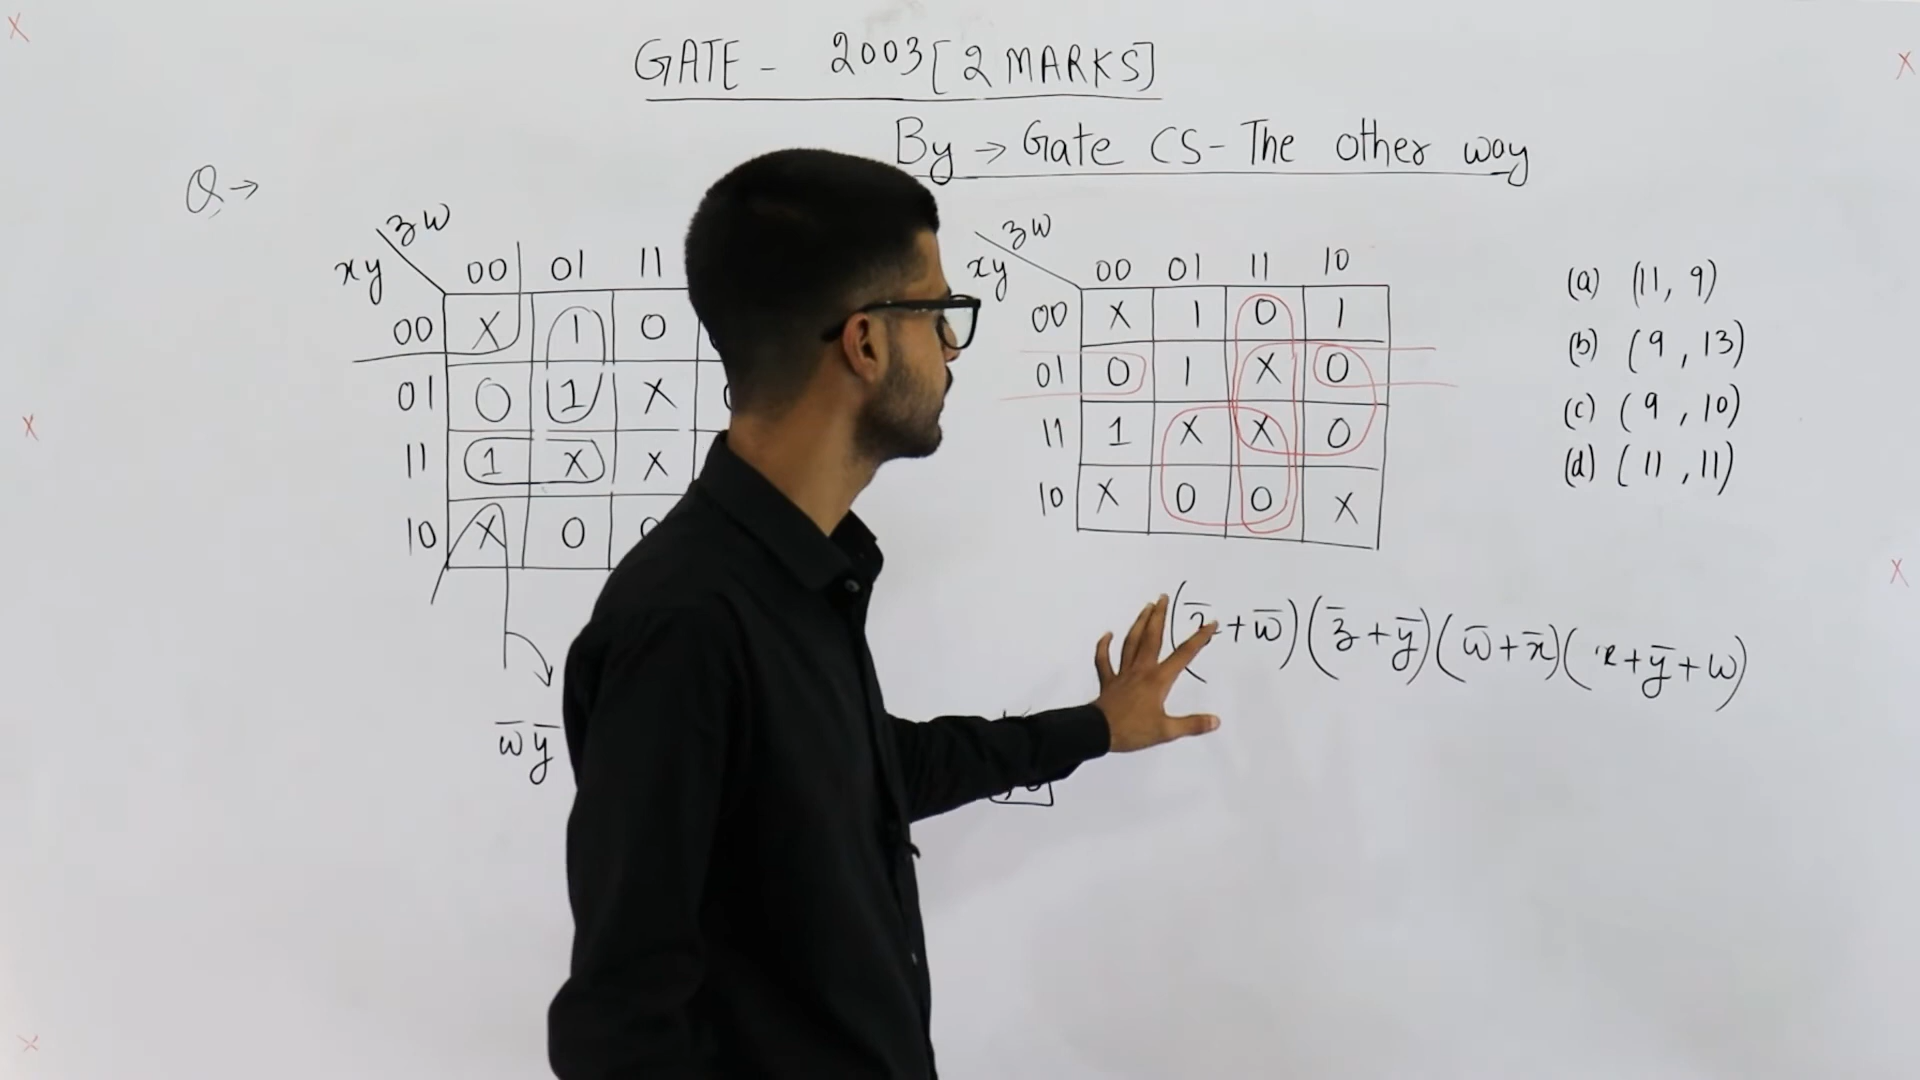 GATE - 2003 [2 MARKS]
By → Gate CS - The other way
Q →
zw
xy 00 01 11
00 X 1 0
01 0 1 X
11 1 X X
10 X 0
w̅ y̅
zw
xy 00 01 11 10
00 X 1 0 1
01 0 1 X 0
11 1 X X 0
10 X 0 0 X
(z̅ + w̅)(z̅ + y̅)(w̅ + x̅)(x + y̅ + w)
(a) (11, 9)
(b) (9, 13)
(c) (9, 10)
(d) (11, 11)